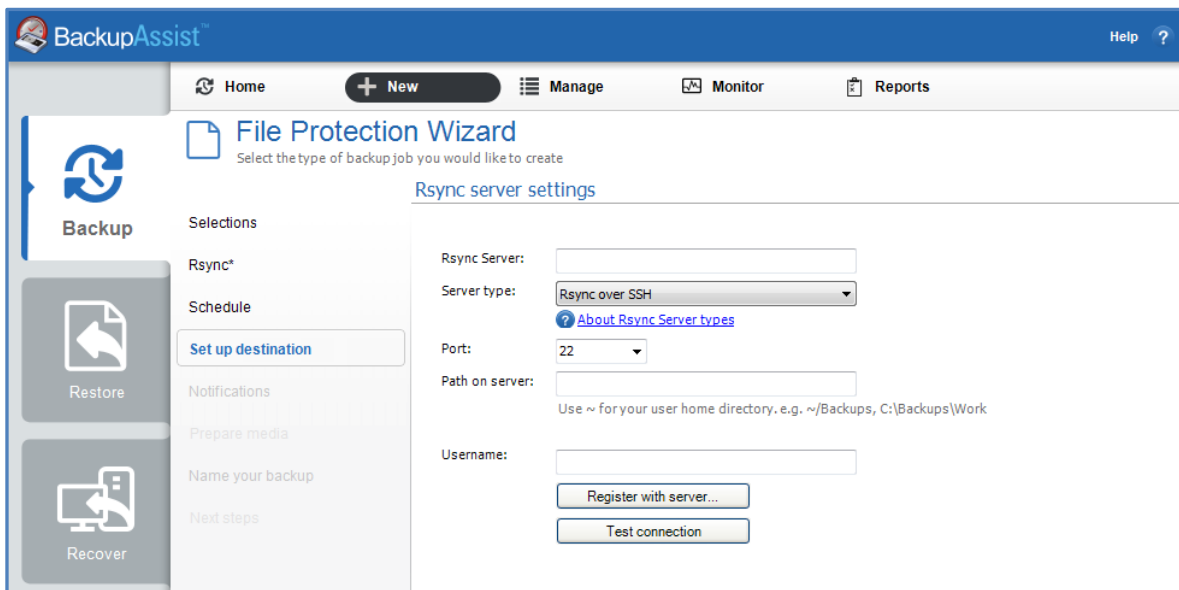 BackupAssist™
Help ?
Home
New
Manage
Monitor
Reports
File Protection Wizard
Select the type of backup job you would like to create
Backup
Restore
Recover
Selections
Rsync*
Schedule
Set up destination
Notifications
Prepare media
Name your backup
Next steps
Rsync server settings
Rsync Server:
Server type: Rsync over SSH
? About Rsync Server types
Port: 22
Path on server:
Use ~ for your user home directory. e.g. ~/Backups, C:\Backups\Work
Username:
Register with server...
Test connection